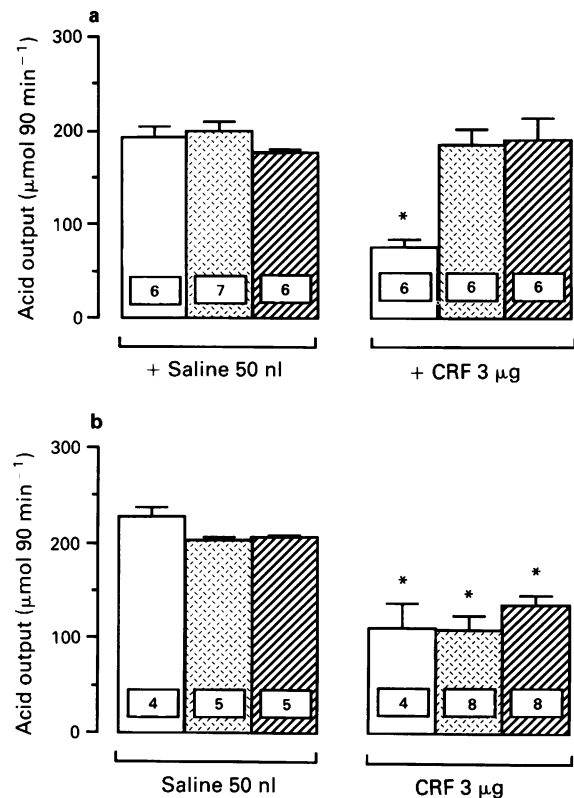 a
Acid output (μmol 90 min⁻¹)
300
200
100
0
6 7 6
*
6 6 6
+ Saline 50 nl
+ CRF 3 μg
b
Acid output (μmol 90 min⁻¹)
300
200
100
0
4 5 5
* * *
4 8 8
Saline 50 nl
CRF 3 μg